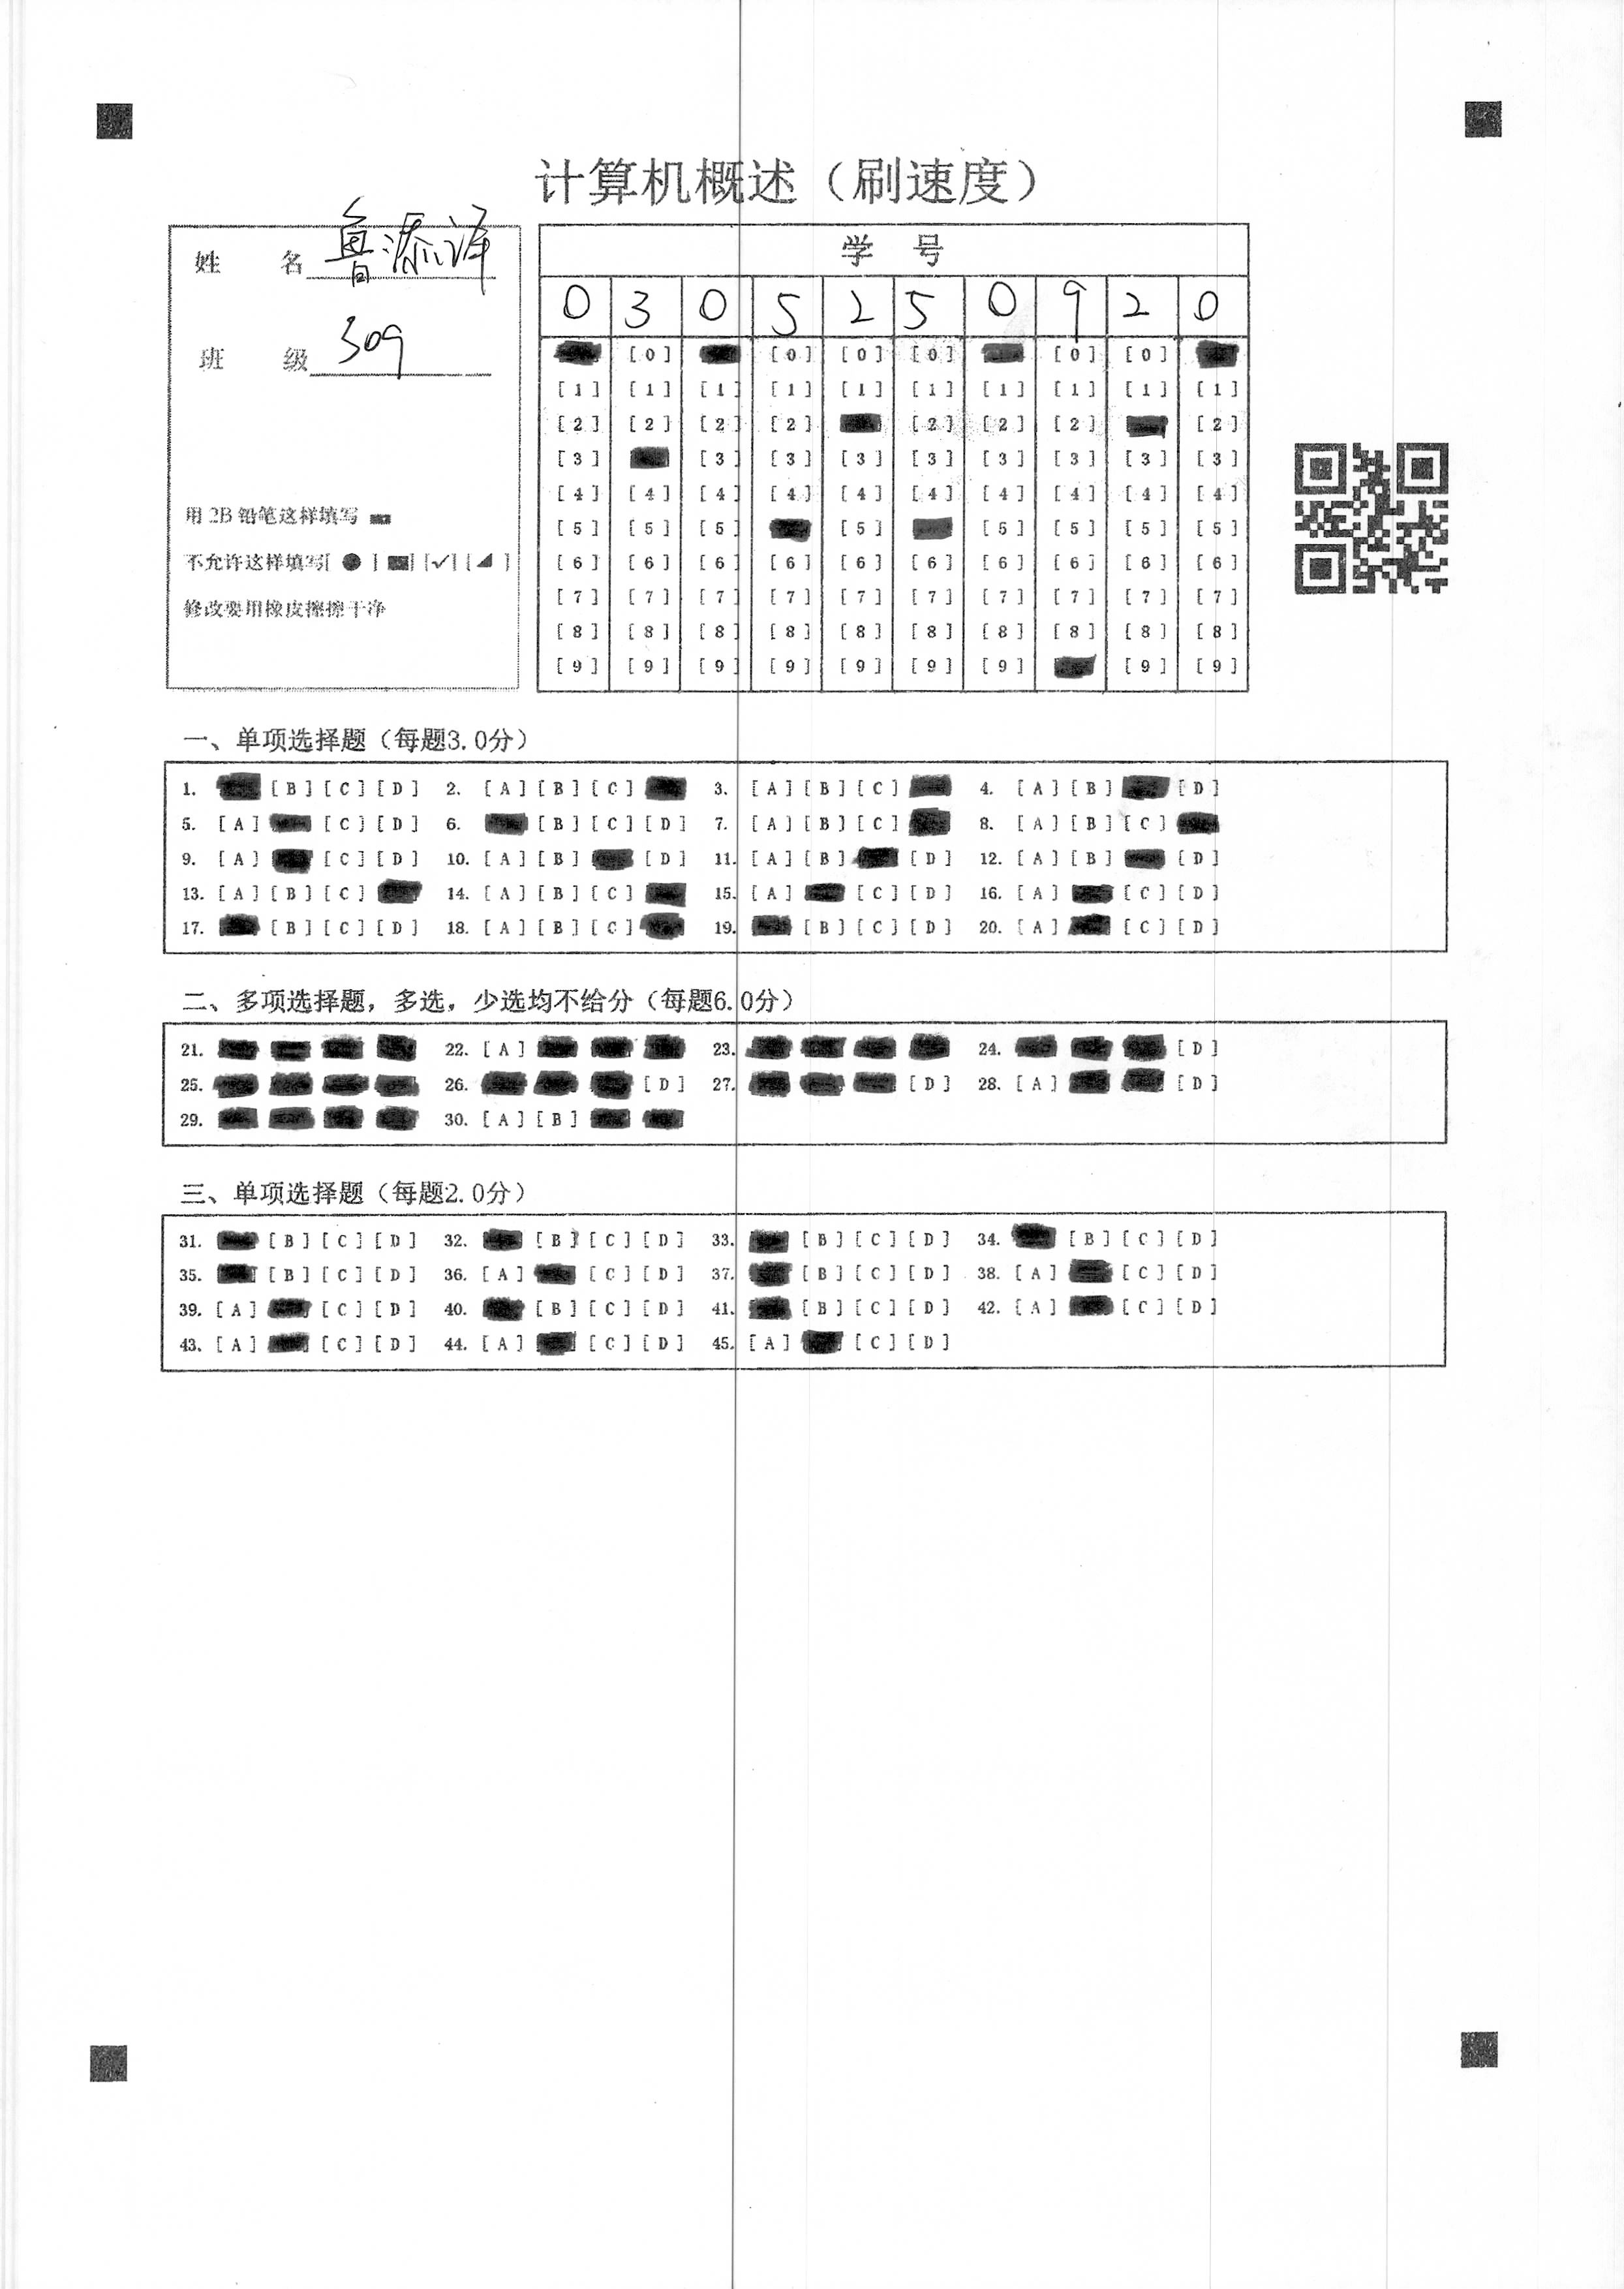 计算机概述（刷速度）
姓 名 鲁添泽
班 级 309
用 2B 铅笔这样填写
不允许这样填写[ ● ] [√] [ ]
修改要用橡皮擦擦干净
学 号
0 3 0 5 2 5 0 9 2 0
[0] [0] [0] [0] [0] [0]
[1] [1] [1] [1] [1] [1] [1] [1] [1] [1]
[2] [2] [2] [2] [2] [2] [2] [2]
[3] [3] [3] [3] [3] [3] [3] [3] [3]
[4] [4] [4] [4] [4] [4] [4] [4] [4] [4]
[5] [5] [5] [5] [5] [5] [5] [5]
[6] [6] [6] [6] [6] [6] [6] [6] [6] [6]
[7] [7] [7] [7] [7] [7] [7] [7] [7] [7]
[8] [8] [8] [8] [8] [8] [8] [8] [8] [8]
[9] [9] [9] [9] [9] [9] [9] [9] [9]
一、单项选择题（每题3.0分）
1. [B] [C] [D] 2. [A] [B] [C] 3. [A] [B] [C] 4. [A] [B] [D]
5. [A] [C] [D] 6. [B] [C] [D] 7. [A] [B] [C] 8. [A] [B] [C]
9. [A] [C] [D] 10. [A] [B] [D] 11. [A] [B] [D] 12. [A] [B] [D]
13. [A] [B] [C] 14. [A] [B] [C] 15. [A] [C] [D] 16. [A] [C] [D]
17. [B] [C] [D] 18. [A] [B] [C] 19. [B] [C] [D] 20. [A] [C] [D]
二、多项选择题，多选，少选均不给分（每题6.0分）
21. 22. [A] 23. 24. [D]
25. 26. [D] 27. [D] 28. [A] [D]
29. 30. [A] [B]
三、单项选择题（每题2.0分）
31. [B] [C] [D] 32. [B] [C] [D] 33. [B] [C] [D] 34. [B] [C] [D]
35. [B] [C] [D] 36. [A] [C] [D] 37. [B] [C] [D] 38. [A] [C] [D]
39. [A] [C] [D] 40. [B] [C] [D] 41. [B] [C] [D] 42. [A] [C] [D]
43. [A] [C] [D] 44. [A] [C] [D] 45. [A] [C] [D]